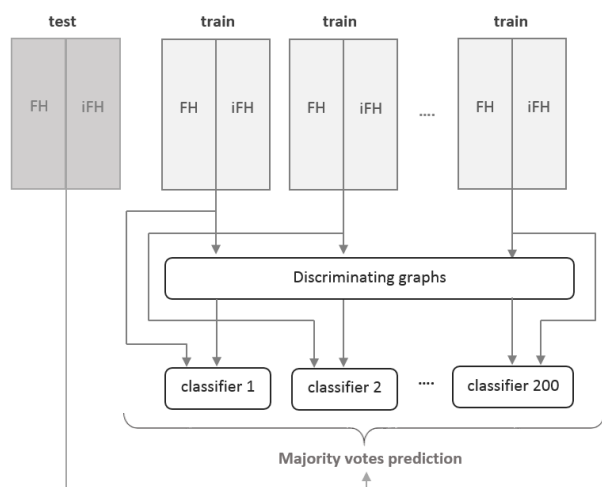 test train train train
FH iFH FH iFH FH iFH .... FH iFH
Discriminating graphs
classifier 1 classifier 2 .... classifier 200
Majority votes prediction